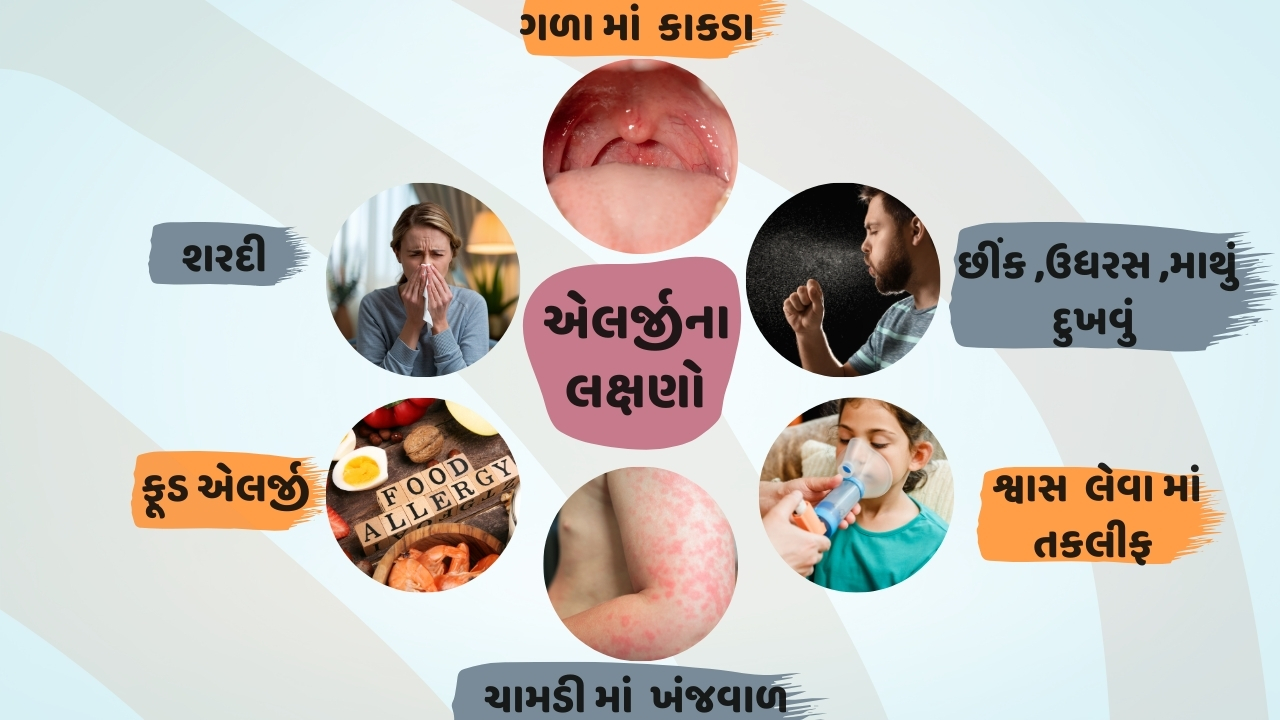 ગળા માં કાકડા
શરદી
છીંક ,ઉધરસ ,માથું
દુખવું
એલર્જીના
લક્ષણો
ફૂડ એલર્જી
FOOD
ALLERGY
શ્વાસ લેવા માં
તકલીફ
ચામડી માં ખંજવાળ